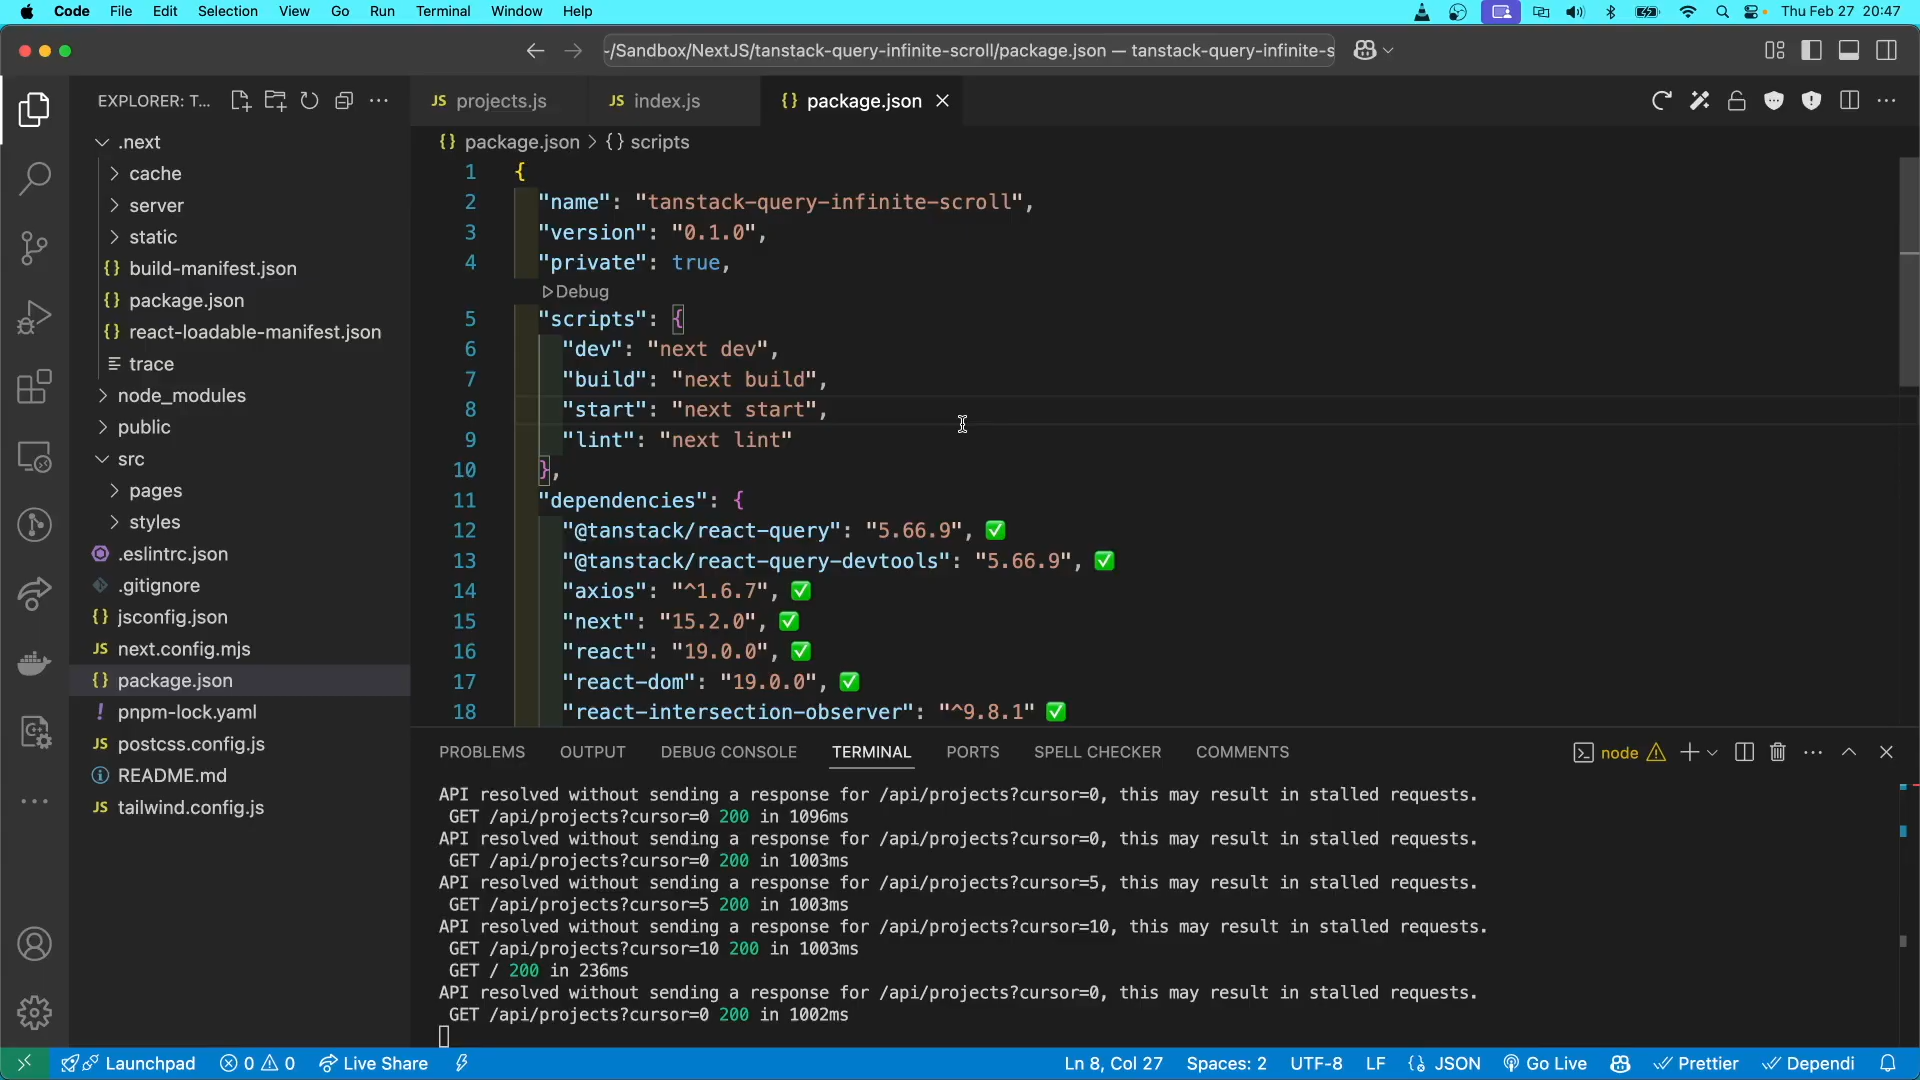 Code File Edit Selection View Go Run Terminal Window Help Thu Feb 27 20:47
~/Sandbox/NextJS/tanstack-query-infinite-scroll/package.json — tanstack-query-infinite-s
EXPLORER: T...
.next
cache
server
static
build-manifest.json
package.json
react-loadable-manifest.json
trace
node_modules
public
src
pages
styles
.eslintrc.json
.gitignore
jsconfig.json
next.config.mjs
package.json
pnpm-lock.yaml
postcss.config.js
README.md
tailwind.config.js
JS projects.js JS index.js {} package.json
{} package.json > {} scripts
1 {
2 "name": "tanstack-query-infinite-scroll",
3 "version": "0.1.0",
4 "private": true,
Debug
5 "scripts": {
6 "dev": "next dev",
7 "build": "next build",
8 "start": "next start",
9 "lint": "next lint"
10 },
11 "dependencies": {
12 "@tanstack/react-query": "5.66.9", ✅
13 "@tanstack/react-query-devtools": "5.66.9", ✅
14 "axios": "^1.6.7", ✅
15 "next": "15.2.0", ✅
16 "react": "19.0.0", ✅
17 "react-dom": "19.0.0", ✅
18 "react-intersection-observer": "^9.8.1" ✅
PROBLEMS OUTPUT DEBUG CONSOLE TERMINAL PORTS SPELL CHECKER COMMENTS node
API resolved without sending a response for /api/projects?cursor=0, this may result in stalled requests.
GET /api/projects?cursor=0 200 in 1096ms
API resolved without sending a response for /api/projects?cursor=0, this may result in stalled requests.
GET /api/projects?cursor=0 200 in 1003ms
API resolved without sending a response for /api/projects?cursor=5, this may result in stalled requests.
GET /api/projects?cursor=5 200 in 1003ms
API resolved without sending a response for /api/projects?cursor=10, this may result in stalled requests.
GET /api/projects?cursor=10 200 in 1003ms
GET / 200 in 236ms
API resolved without sending a response for /api/projects?cursor=0, this may result in stalled requests.
GET /api/projects?cursor=0 200 in 1002ms
Launchpad 0 0 Live Share Ln 8, Col 27 Spaces: 2 UTF-8 LF {} JSON Go Live Prettier Dependi